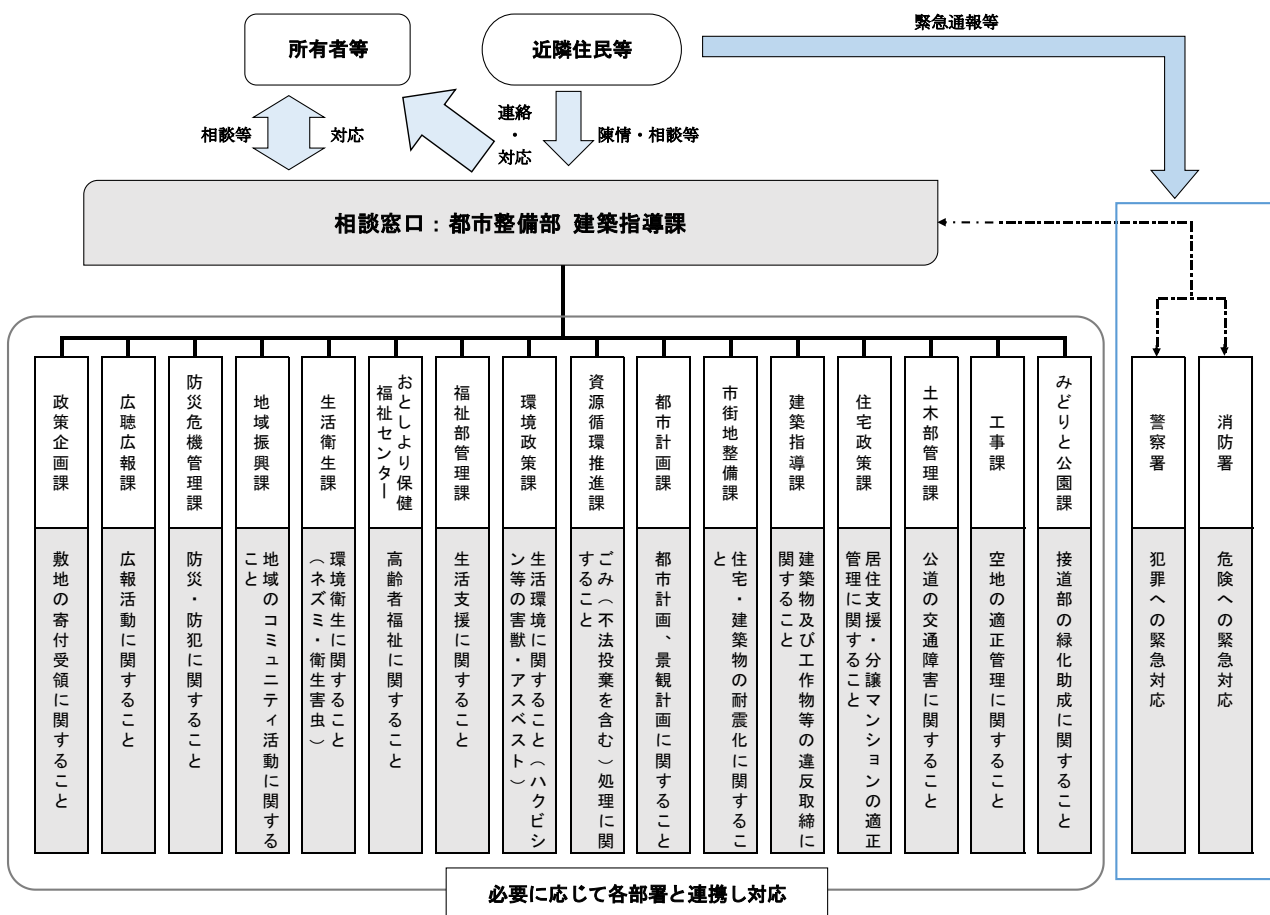 所有者等
近隣住民等
緊急通報等
相談等
対応
連絡
・
対応
陳情・相談等
相談窓口：都市整備部 建築指導課
政策企画課
敷地の寄付受領に関すること
広聴広報課
広報活動に関すること
防災危機管理課
防災・防犯に関すること
地域振興課
地域のコミュニティ活動に関する
こと
生活衛生課
環境衛生に関すること
（ネズミ・衛生害虫）
おとしより保健
福祉センター
高齢者福祉に関すること
福祉部管理課
生活支援に関すること
環境政策課
生活環境に関すること（ハクビシ
ン等の害獣・アスベスト）
資源循環推進課
ごみ（不法投棄を含む）処理に関
すること
都市計画課
都市計画、景観計画に関すること
市街地整備課
住宅・建築物の耐震化に関するこ
と
建築指導課
建築物及び工作物等の違反取締に
関すること
住宅政策課
居住支援・分譲マンションの適正
管理に関すること
土木部管理課
公道の交通障害に関すること
工事課
空地の適正管理に関すること
みどりと公園課
接道部の緑化助成に関すること
警察署
犯罪への緊急対応
消防署
危険への緊急対応
必要に応じて各部署と連携し対応